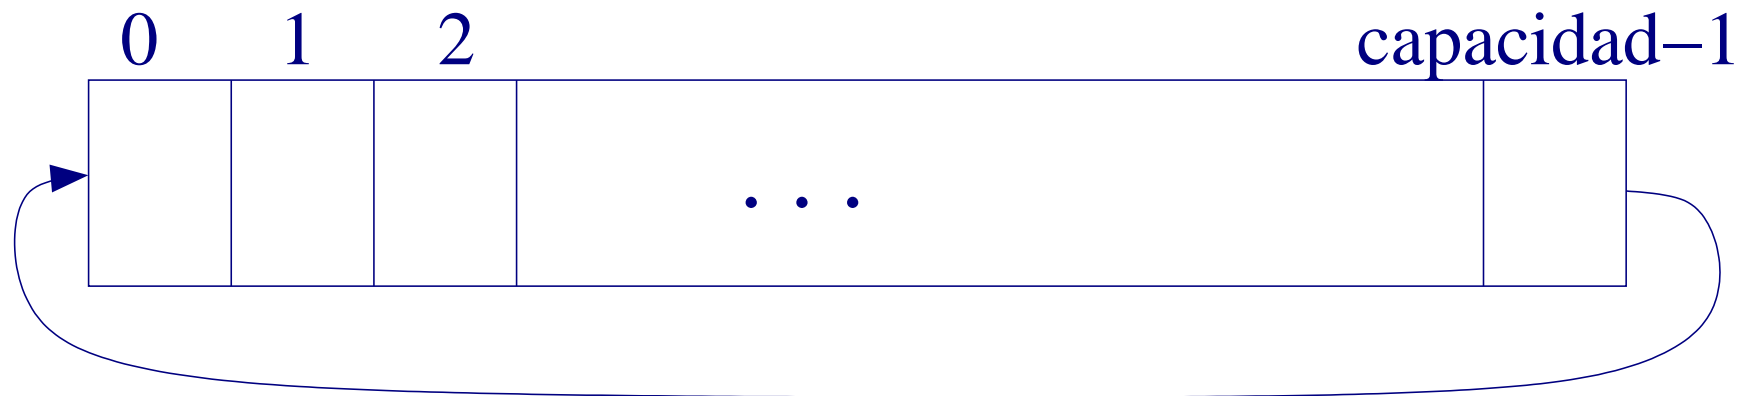 0 1 2 capacidad–1
. . .